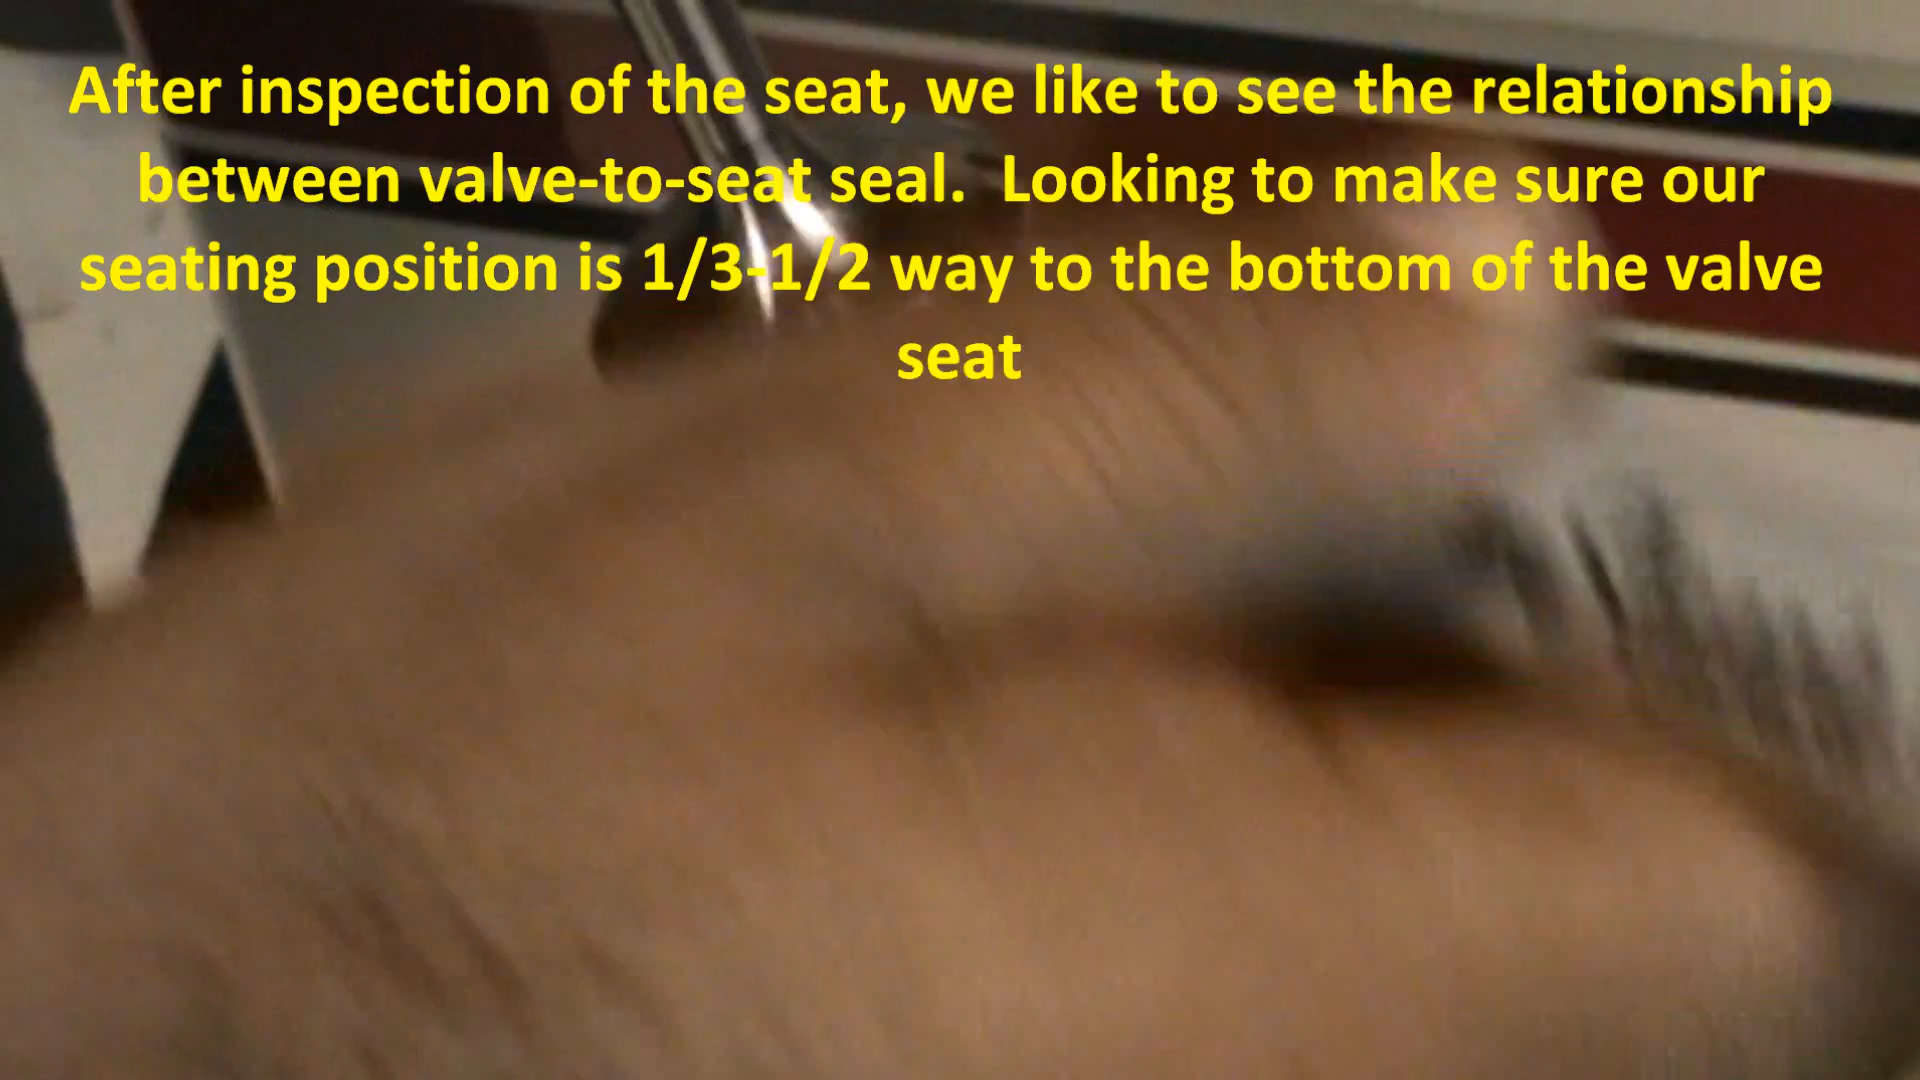 After inspection of the seat, we like to see the relationship
between valve-to-seat seal.  Looking to make sure our
seating position is 1/3-1/2 way to the bottom of the valve
seat